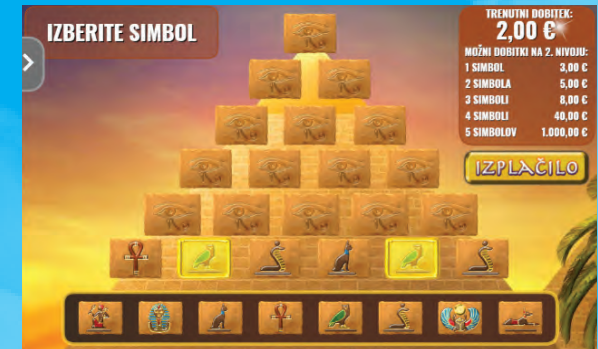 IZBERITE SIMBOL
TRENUTNI DOBITEK:
2,00 €
MOŽNI DOBITKI NA 2. NIVOJU:
1 SIMBOL 3,00 €
2 SIMBOLA 5,00 €
3 SIMBOLI 8,00 €
4 SIMBOLI 40,00 €
5 SIMBOLOV 1.000,00 €
IZPLAČILO